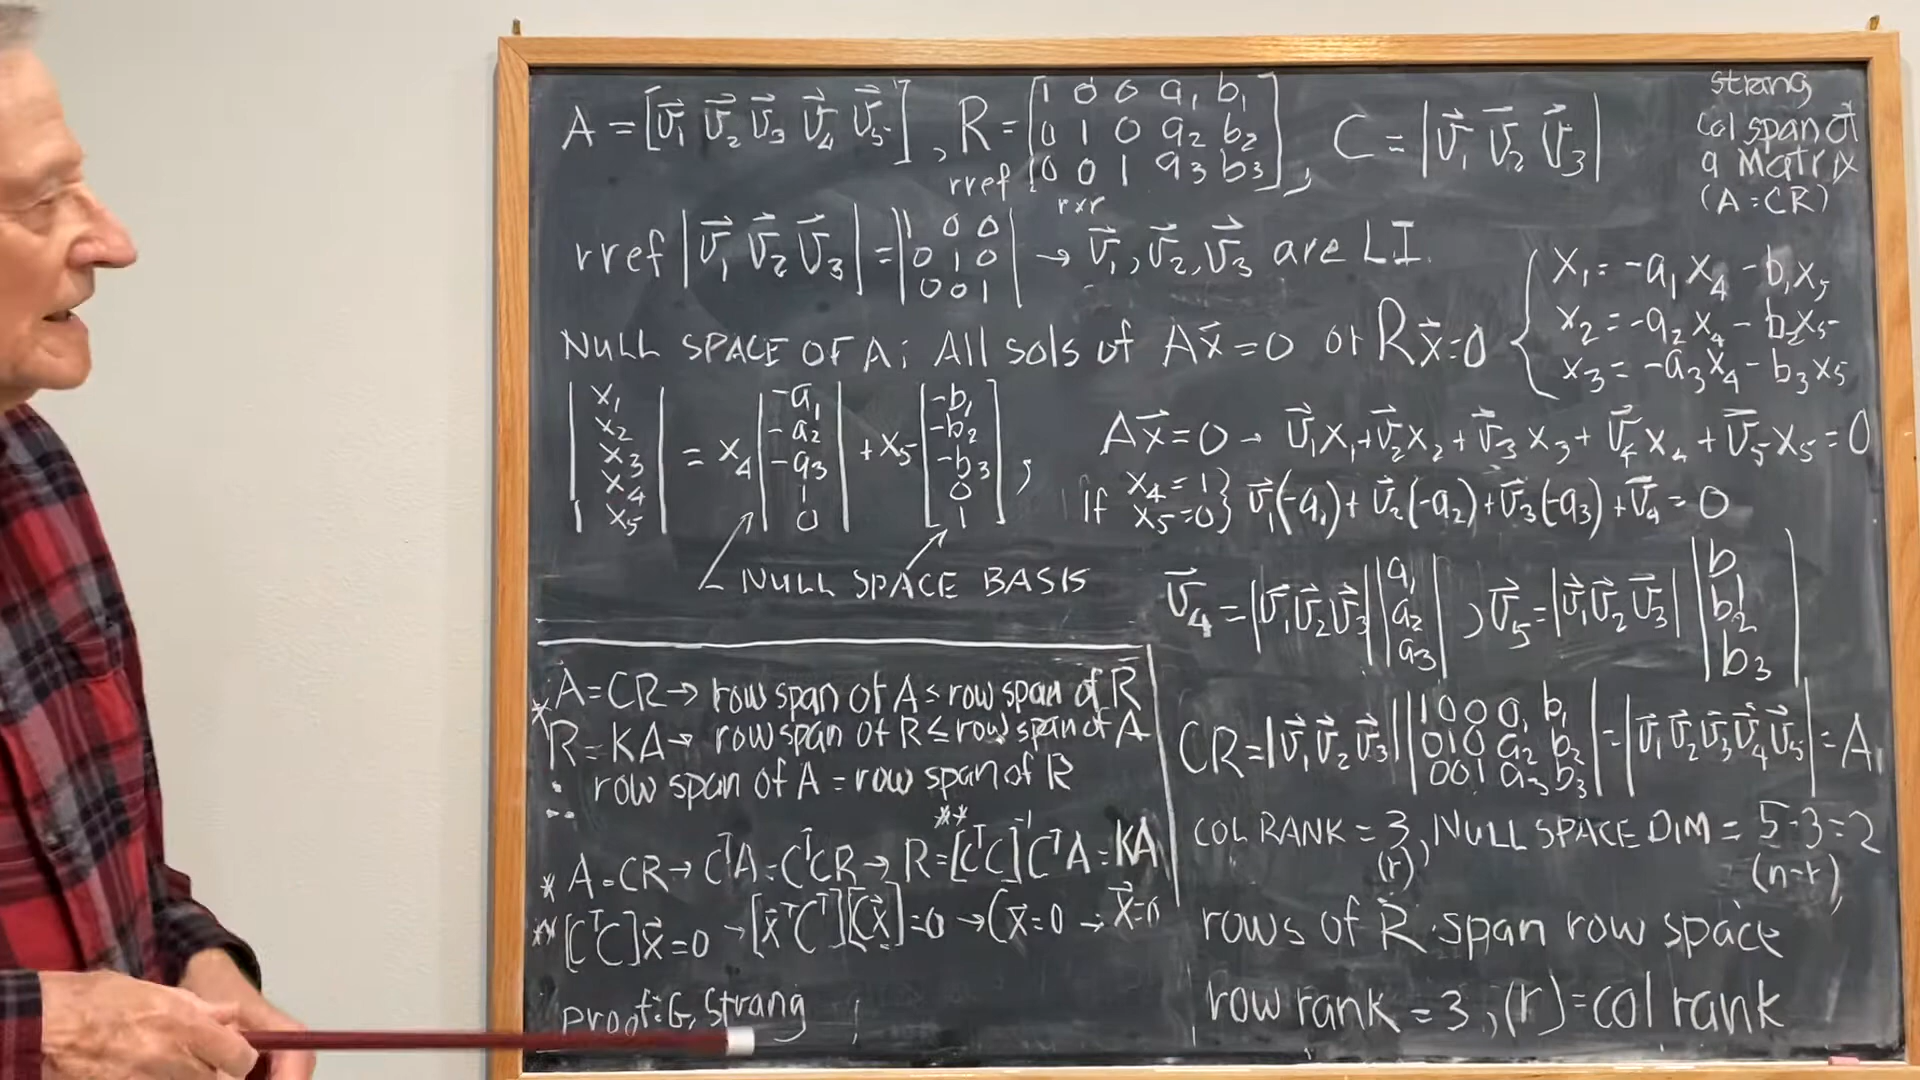 A = [v⃗₁ v⃗₂ v⃗₃ v⃗₄ v⃗₅], R = [1 0 0 a₁ b₁
0 1 0 a₂ b₂
0 0 1 a₃ b₃],
rref
r×r
C = |v⃗₁ v⃗₂ v⃗₃|
strang
col span of
a Matrix
(A = CR)
rref |v⃗₁ v⃗₂ v⃗₃| = |1 0 0
0 1 0
0 0 1| → v⃗₁, v⃗₂, v⃗₃ are LI.
NULL SPACE OF A; All sols of Ax⃗ = 0 or Rx⃗ = 0
{ x₁ = -a₁x₄ - b₁x₅
x₂ = -a₂x₄ - b₂x₅
x₃ = -a₃x₄ - b₃x₅
|x₁
x₂
x₃
x₄
x₅| = x₄ |-a₁
-a₂
-a₃
1
0| + x₅ [-b₁
-b₂
-b₃
0
1],
NULL SPACE BASIS
Ax⃗ = 0 → v⃗₁x₁ + v⃗₂x₂ + v⃗₃x₃ + v⃗₄x₄ + v⃗₅x₅ = 0
if x₄ = 1
x₅ = 0} v⃗₁(-a₁) + v⃗₂(-a₂) + v⃗₃(-a₃) + v⃗₄ = 0
v⃗₄ = |v⃗₁ v⃗₂ v⃗₃| |a₁
a₂
a₃|, v⃗₅ = |v⃗₁ v⃗₂ v⃗₃| |b₁
b₂
b₃|
CR = |v⃗₁ v⃗₂ v⃗₃| |1 0 0 a₁ b₁
0 1 0 a₂ b₂
0 0 1 a₃ b₃| = |v⃗₁ v⃗₂ v⃗₃ v⃗₄ v⃗₅| = A,
COL RANK = 3, NULL SPACE DIM = 5-3 = 2
(r) (n-r),
rows of R span row space
row rank = 3, (r) = col rank
A = CR → row span of A ≤ row span of R
* R = KA → row span of R ≤ row span of A
∴ row span of A = row span of R
**
* A = CR → CᵀA = CᵀCR → R = [CᵀC]⁻¹CᵀA = KA
** [CᵀC]x⃗ = 0 → [x⃗ᵀCᵀ][Cx⃗] = 0 → Cx⃗ = 0 → x⃗ = 0
proof: G. Strang